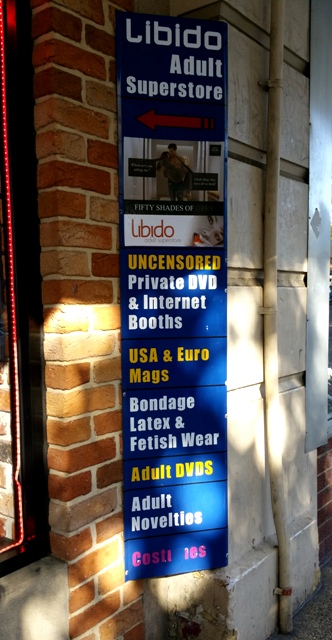 Libido
Adult
Superstore
FIFTY SHADES OF
Libido
adult superstore
UNCENSORED
Private DVD
& Internet
Booths
USA & Euro
Mags
Bondage
Latex &
Fetish Wear
Adult DVDS
Adult
Novelties